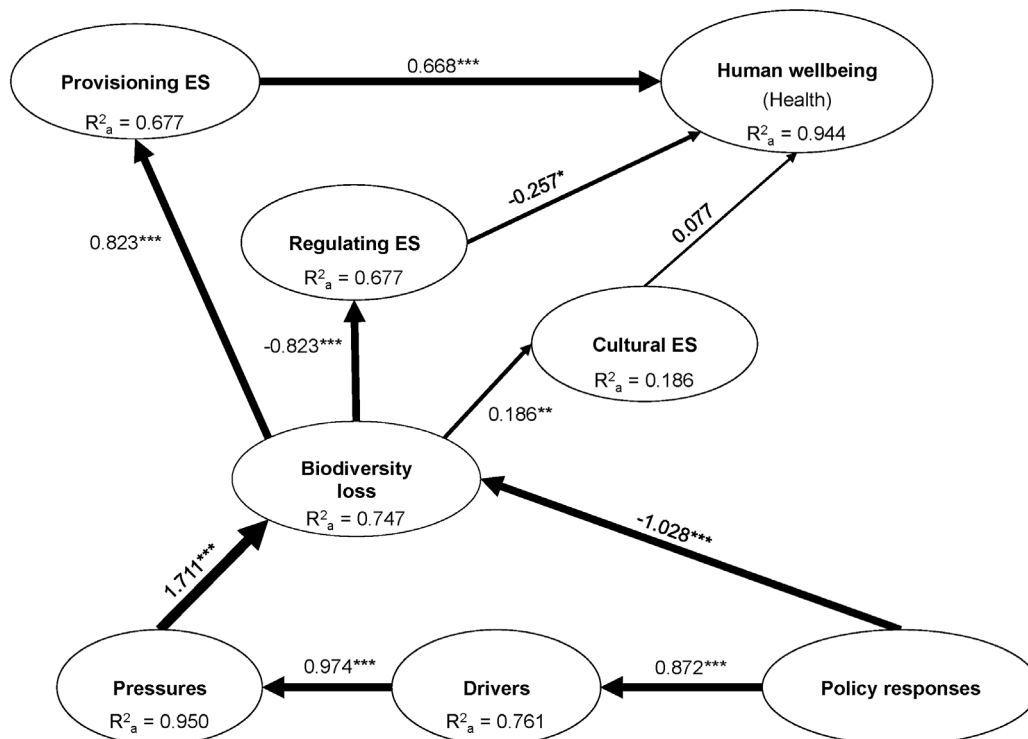 Provisioning ES
R²ₐ = 0.677
0.668***
Human wellbeing
(Health)
R²ₐ = 0.944
0.823***
-0.257*
0.077
Regulating ES
R²ₐ = 0.677
-0.823***
Cultural ES
R²ₐ = 0.186
0.186**
Biodiversity
loss
R²ₐ = 0.747
-1.028***
1.711***
Pressures
R²ₐ = 0.950
0.974***
Drivers
R²ₐ = 0.761
0.872***
Policy responses